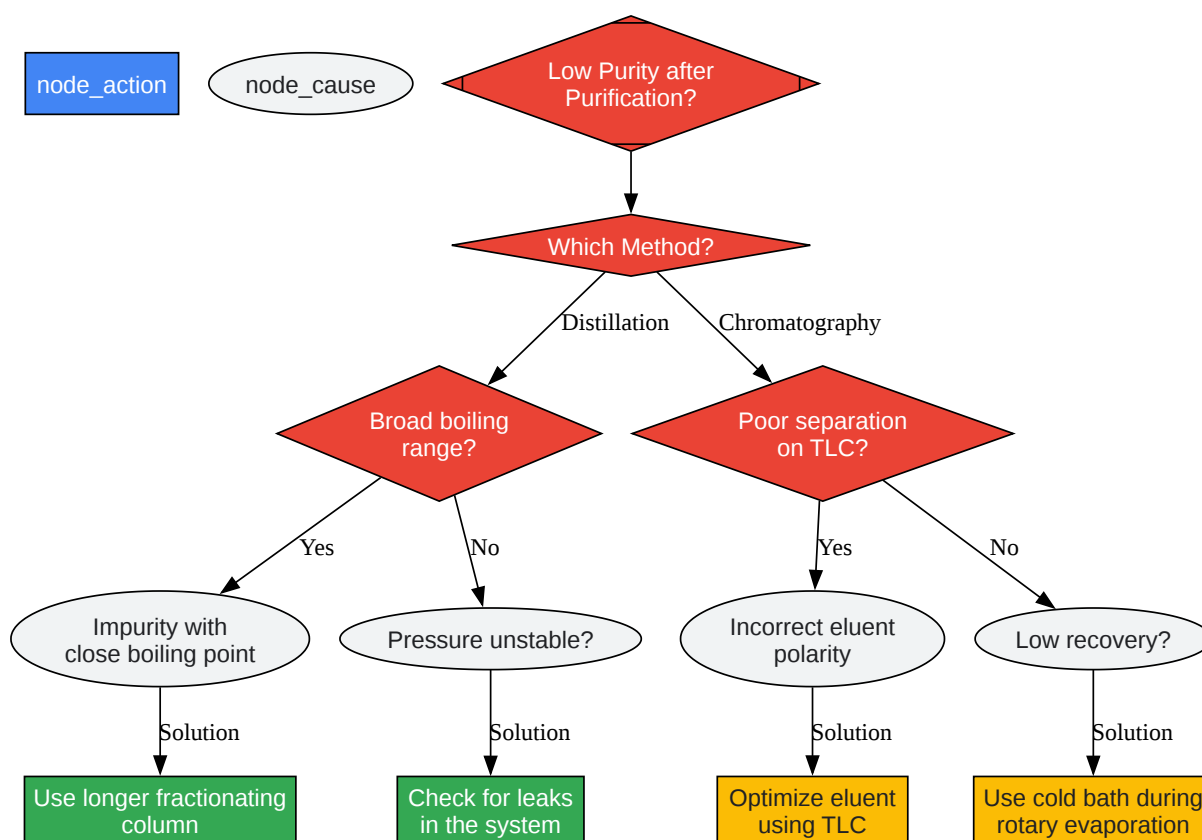 node_action
node_cause
Low Purity after
Purification?
Which Method?
Distillation
Chromatography
Broad boiling
range?
Poor separation
on TLC?
Yes
No
Yes
No
Impurity with
close boiling point
Pressure unstable?
Incorrect eluent
polarity
Low recovery?
Solution
Solution
Solution
Solution
Use longer fractionating
column
Check for leaks
in the system
Optimize eluent
using TLC
Use cold bath during
rotary evaporation